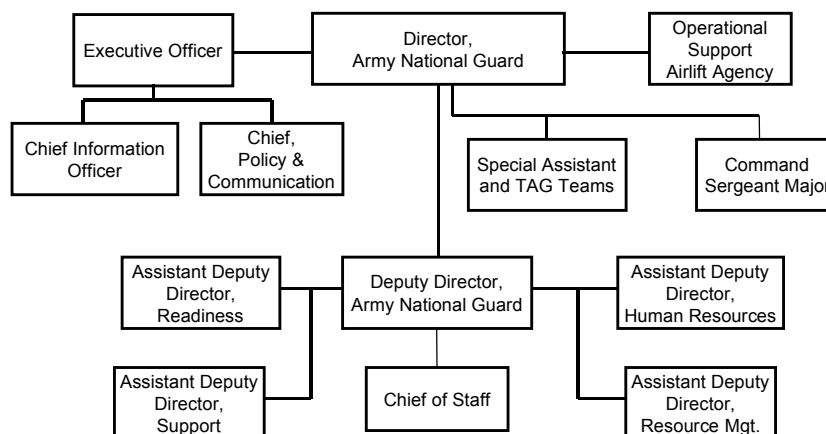 Executive Officer
Director,
Army National Guard
Operational
Support
Airlift Agency
Chief Information
Officer
Chief,
Policy &
Communication
Special Assistant
and TAG Teams
Command
Sergeant Major
Assistant Deputy
Director,
Readiness
Deputy Director,
Army National Guard
Assistant Deputy
Director,
Human Resources
Assistant Deputy
Director,
Support
Chief of Staff
Assistant Deputy
Director,
Resource Mgt.